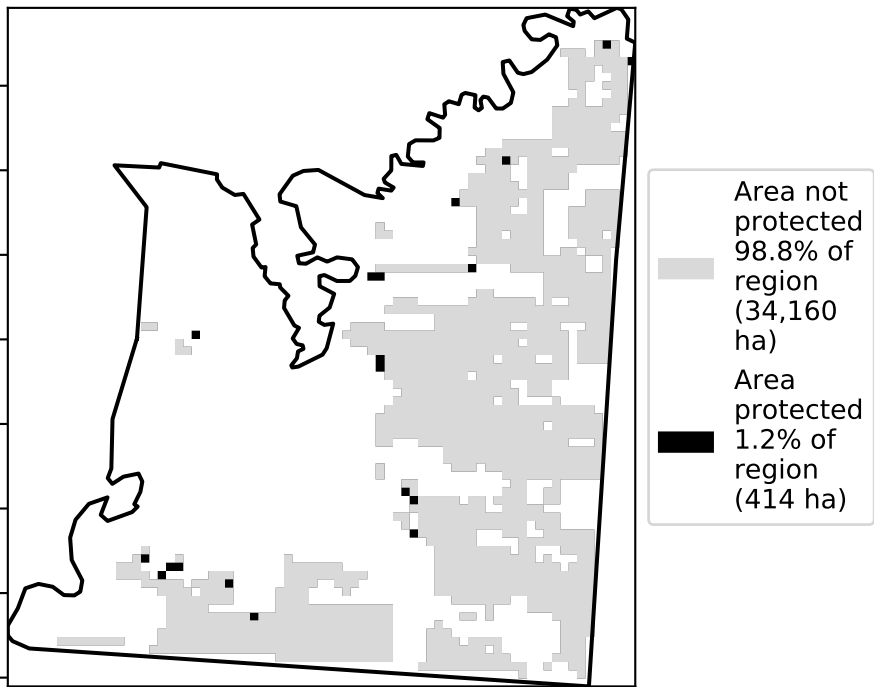 Area not
protected
98.8% of
region
(34,160
ha)
Area
protected
1.2% of
region
(414 ha)